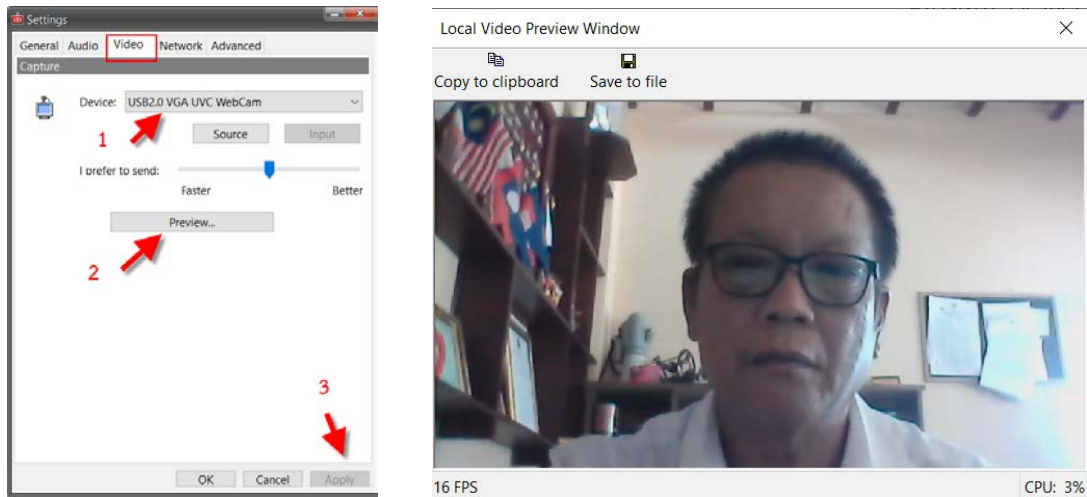 Settings
General Audio Video Network Advanced
Capture
Device: USB2.0 VGA UVC WebCam
1
Source Input
I prefer to send:
Faster Better
Preview...
2
3
OK Cancel Apply
Local Video Preview Window
Copy to clipboard Save to file
16 FPS CPU: 3%